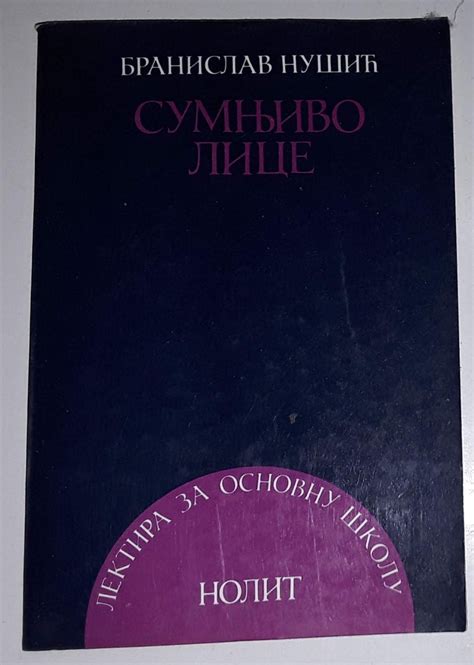 БРАНИСЛАВ НУШИЋ
СУМЊИВО
ЛИЦЕ
ЛЕКТИРА ЗА ОСНОВНУ ШКОЛУ
НОЛИТ